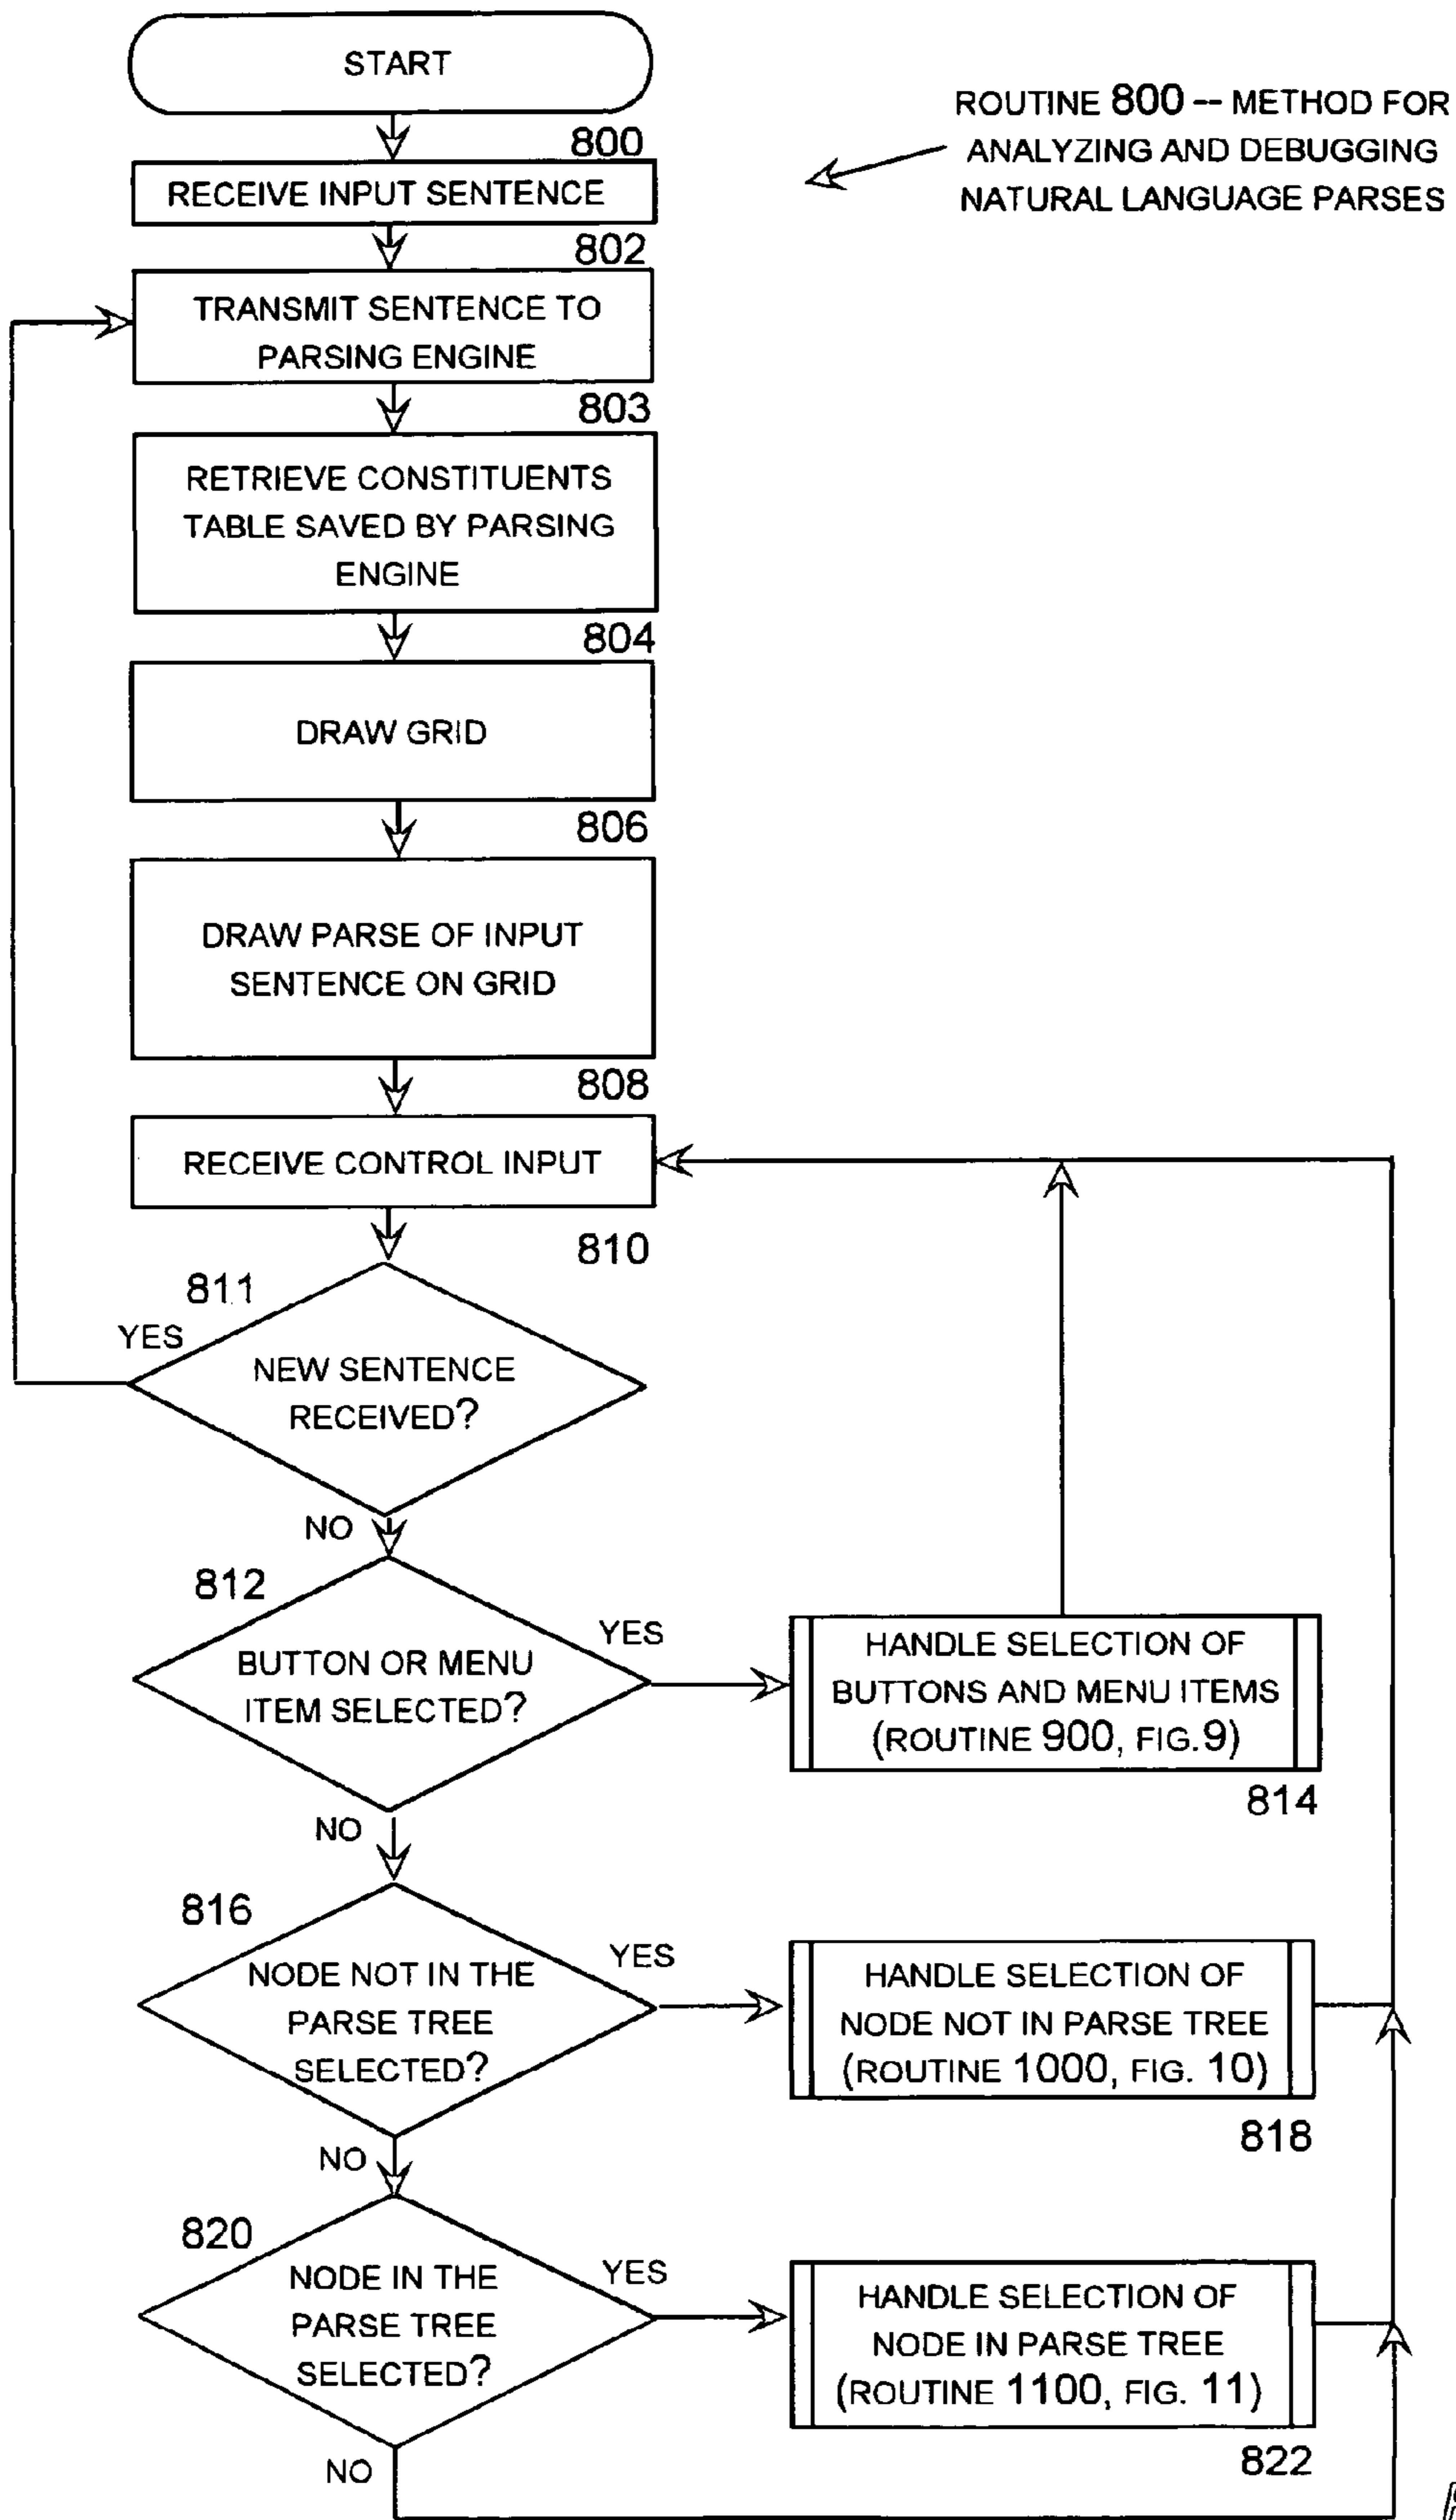 START
ROUTINE 800 -- METHOD FOR
ANALYZING AND DEBUGGING
NATURAL LANGUAGE PARSES
800
RECEIVE INPUT SENTENCE
802
TRANSMIT SENTENCE TO
PARSING ENGINE
803
RETRIEVE CONSTITUENTS
TABLE SAVED BY PARSING
ENGINE
804
DRAW GRID
806
DRAW PARSE OF INPUT
SENTENCE ON GRID
808
RECEIVE CONTROL INPUT
810
811
YES
NEW SENTENCE
RECEIVED?
NO
812
BUTTON OR MENU
ITEM SELECTED?
YES
HANDLE SELECTION OF
BUTTONS AND MENU ITEMS
(ROUTINE 900, FIG.9)
814
NO
816
NODE NOT IN THE
PARSE TREE
SELECTED?
YES
HANDLE SELECTION OF
NODE NOT IN PARSE TREE
(ROUTINE 1000, FIG. 10)
818
NO
820
NODE IN THE
PARSE TREE
SELECTED?
YES
HANDLE SELECTION OF
NODE IN PARSE TREE
(ROUTINE 1100, FIG. 11)
822
NO